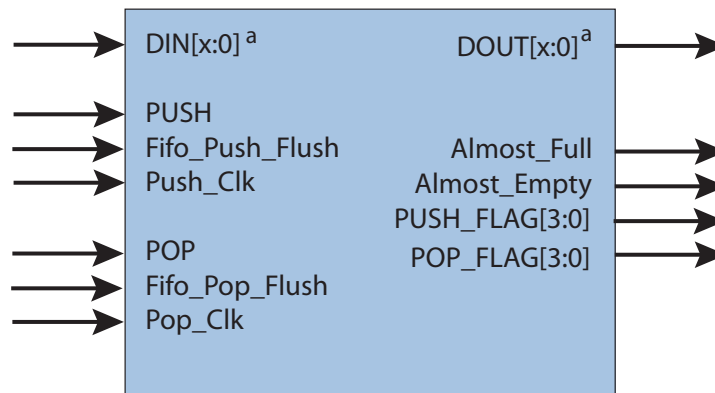 DIN[x:0] a
DOUT[x:0] a
PUSH
Fifo_Push_Flush
Push_Clk
Almost_Full
Almost_Empty
PUSH_FLAG[3:0]
POP_FLAG[3:0]
POP
Fifo_Pop_Flush
Pop_Clk